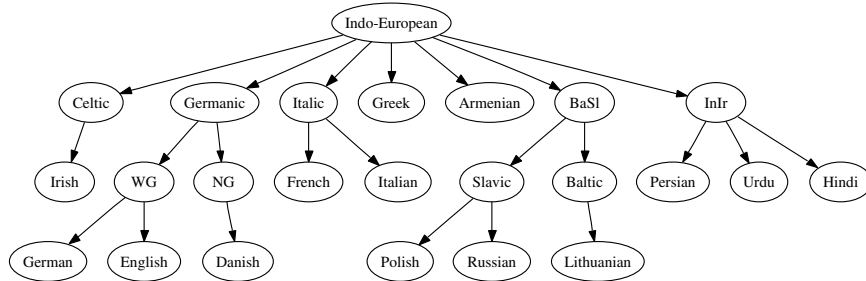 Indo-European
Celtic Germanic Italic Greek Armenian BaSl InIr
Irish WG NG French Italian Slavic Baltic Persian Urdu Hindi
German English Danish Polish Russian Lithuanian